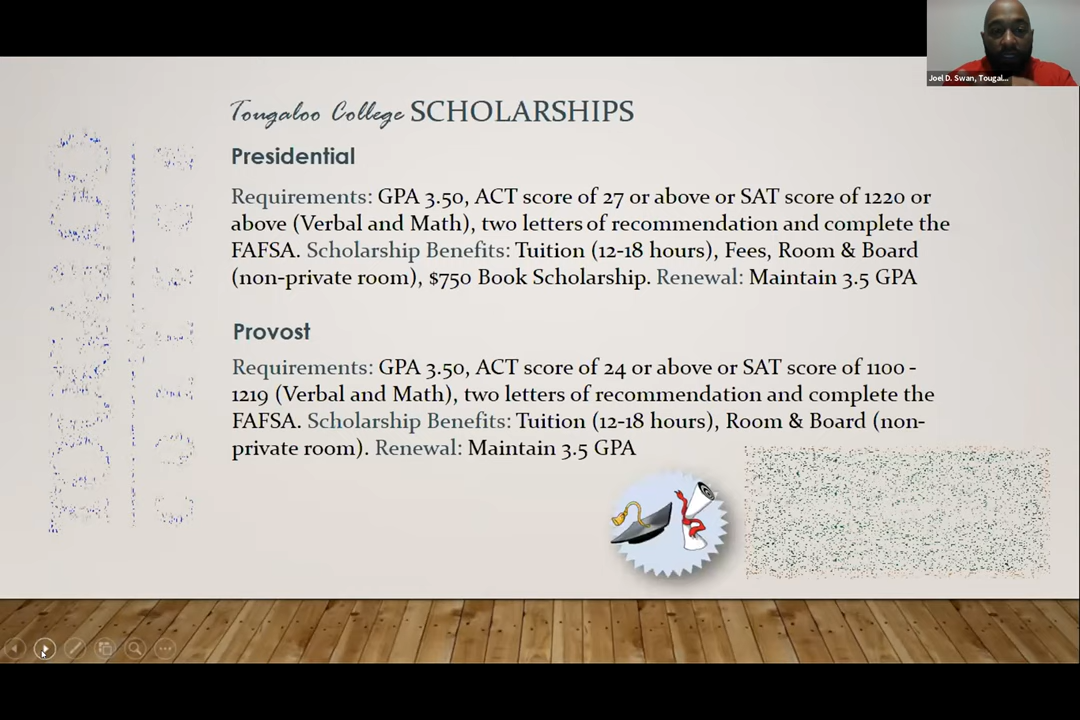 Joel D. Swan, Tougal...
Tougaloo College SCHOLARSHIPS
Presidential
Requirements: GPA 3.50, ACT score of 27 or above or SAT score of 1220 or
above (Verbal and Math), two letters of recommendation and complete the
FAFSA. Scholarship Benefits: Tuition (12-18 hours), Fees, Room & Board
(non-private room), $750 Book Scholarship. Renewal: Maintain 3.5 GPA
Provost
Requirements: GPA 3.50, ACT score of 24 or above or SAT score of 1100 -
1219 (Verbal and Math), two letters of recommendation and complete the
FAFSA. Scholarship Benefits: Tuition (12-18 hours), Room & Board (non-
private room). Renewal: Maintain 3.5 GPA